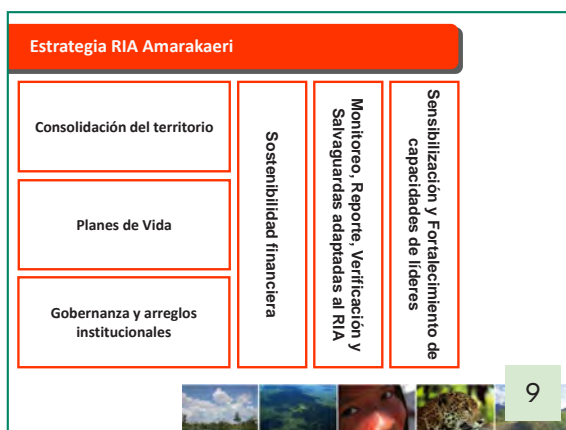 Estrategia RIA Amarakaeri
Consolidación del territorio
Planes de Vida
Gobernanza y arreglos
institucionales
Sostenibilidad financiera
Monitoreo, Reporte, Verificación y
Salvaguardas adaptadas al RIA
Sensibilización y Fortalecimiento de
capacidades de líderes
9